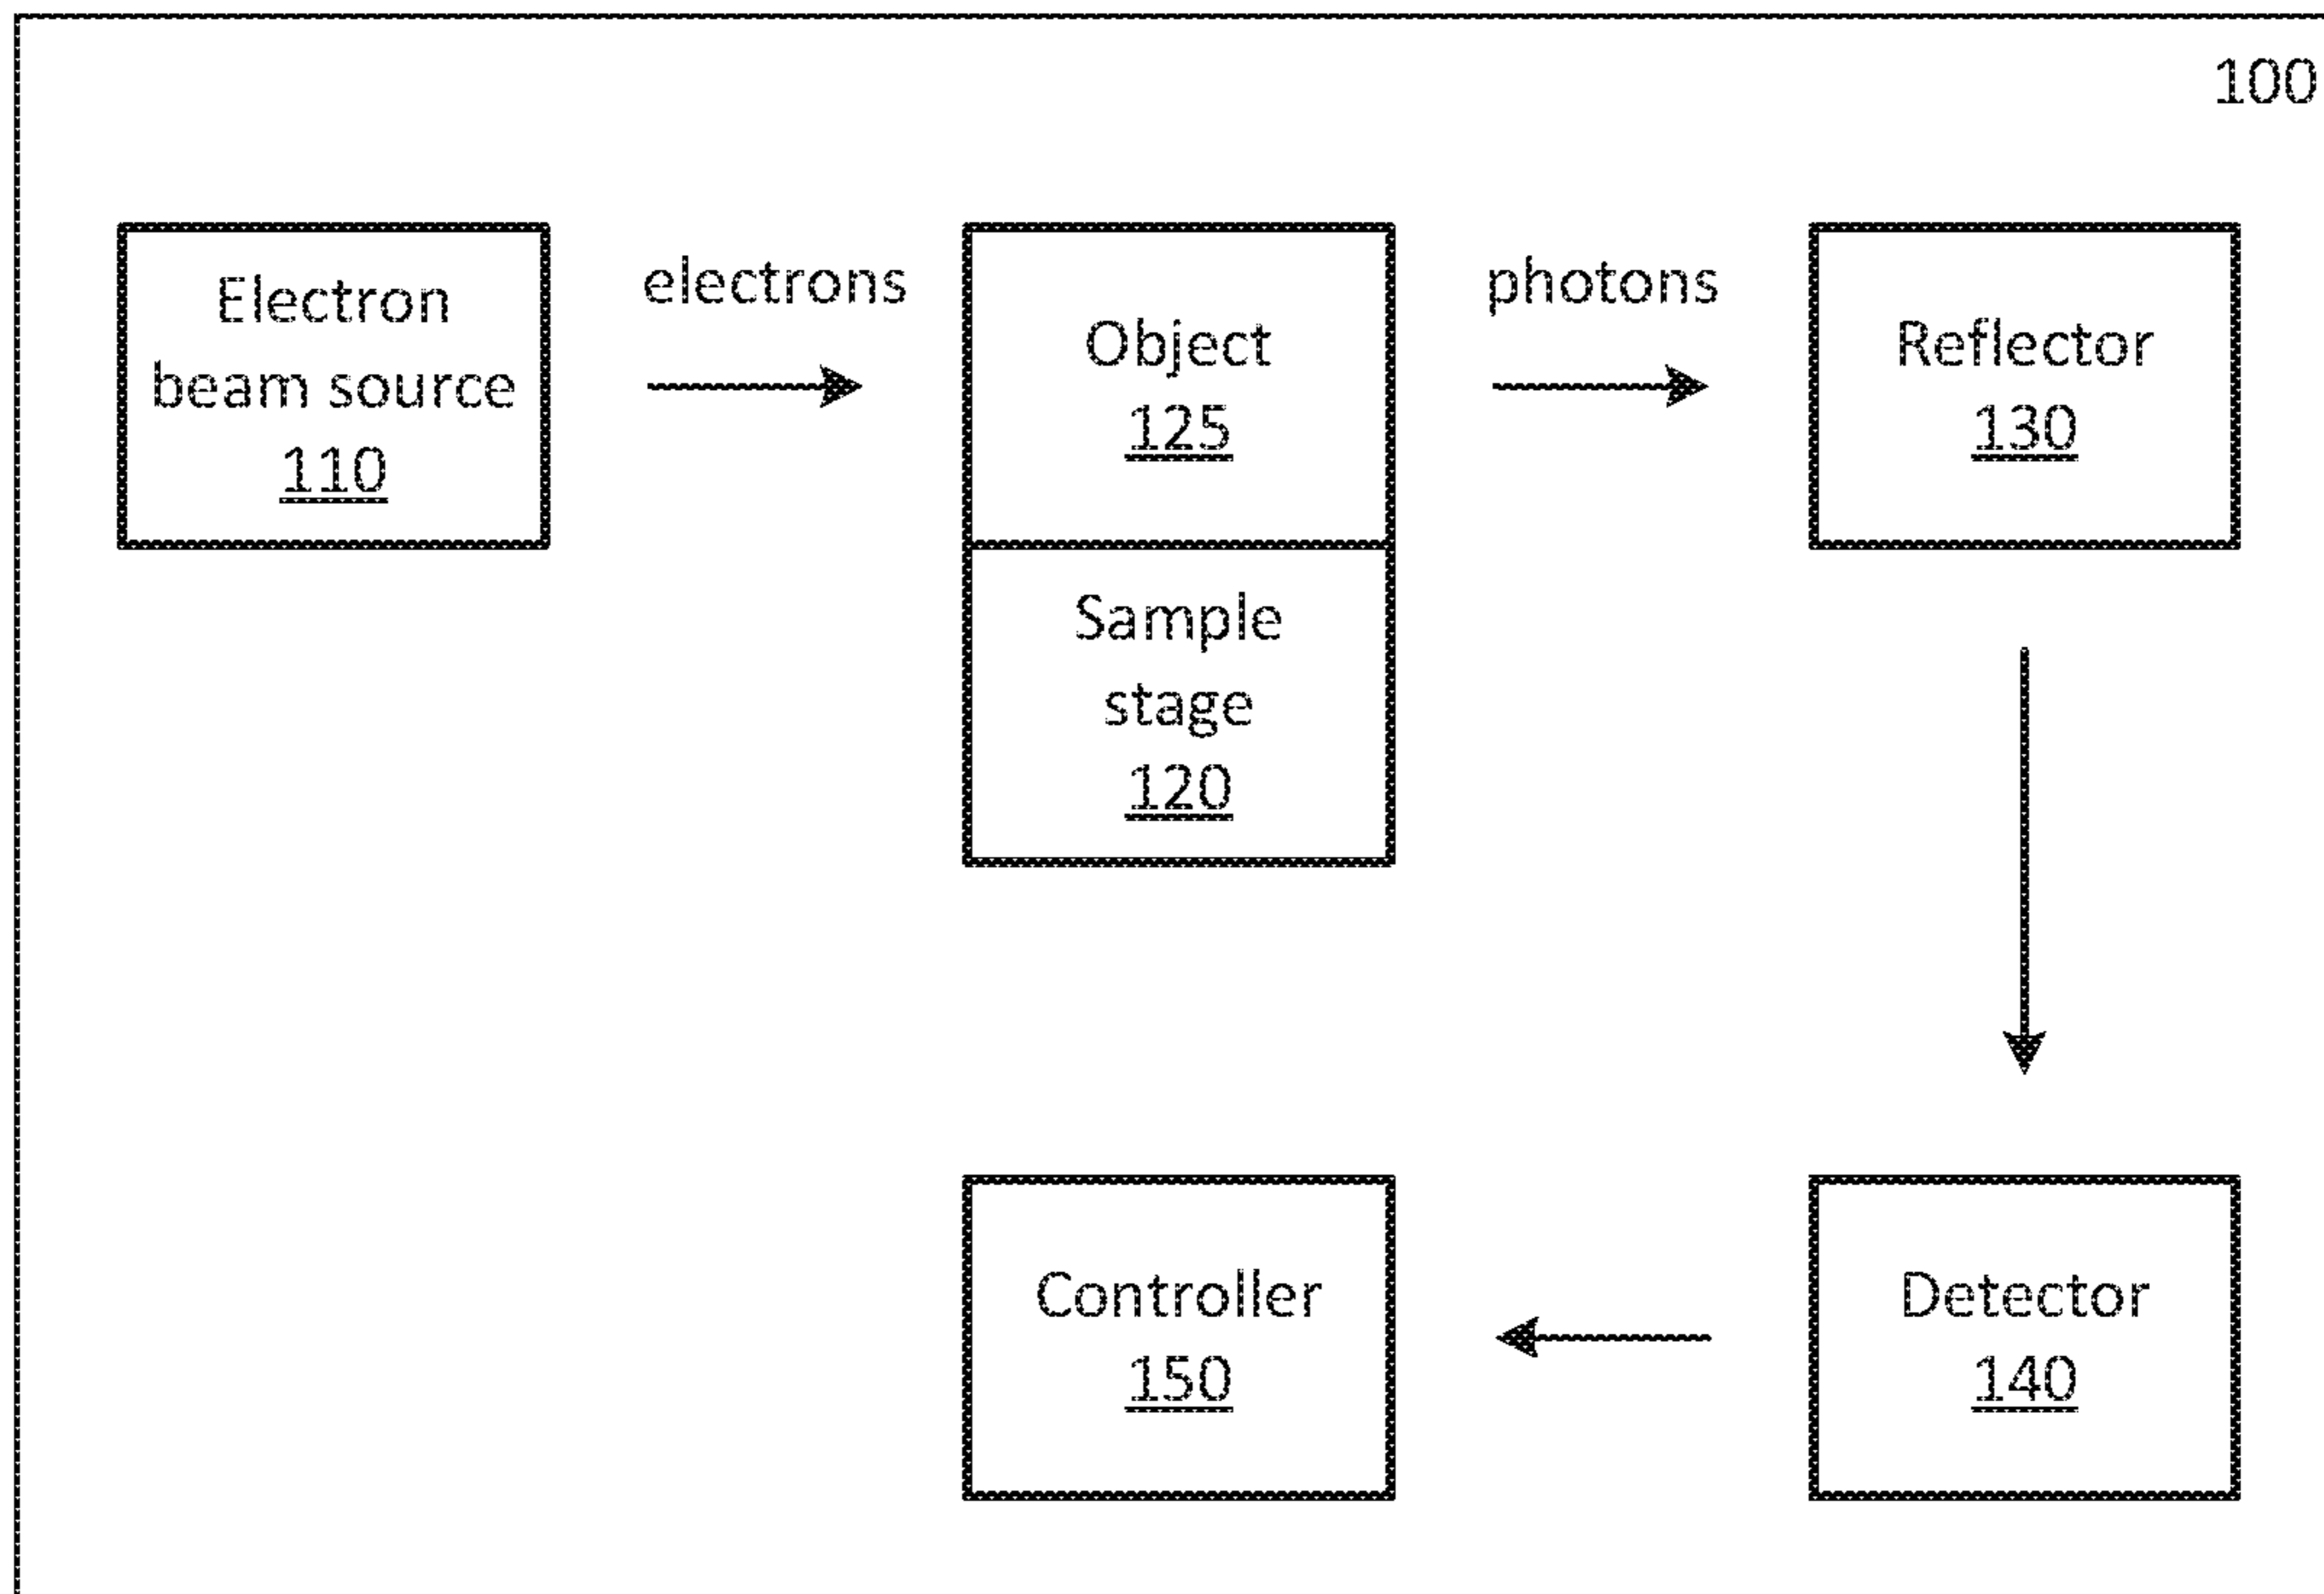 100
Electron
beam source
110
electrons
Object
125
photons
Reflector
130
Sample
stage
120
Controller
150
Detector
140